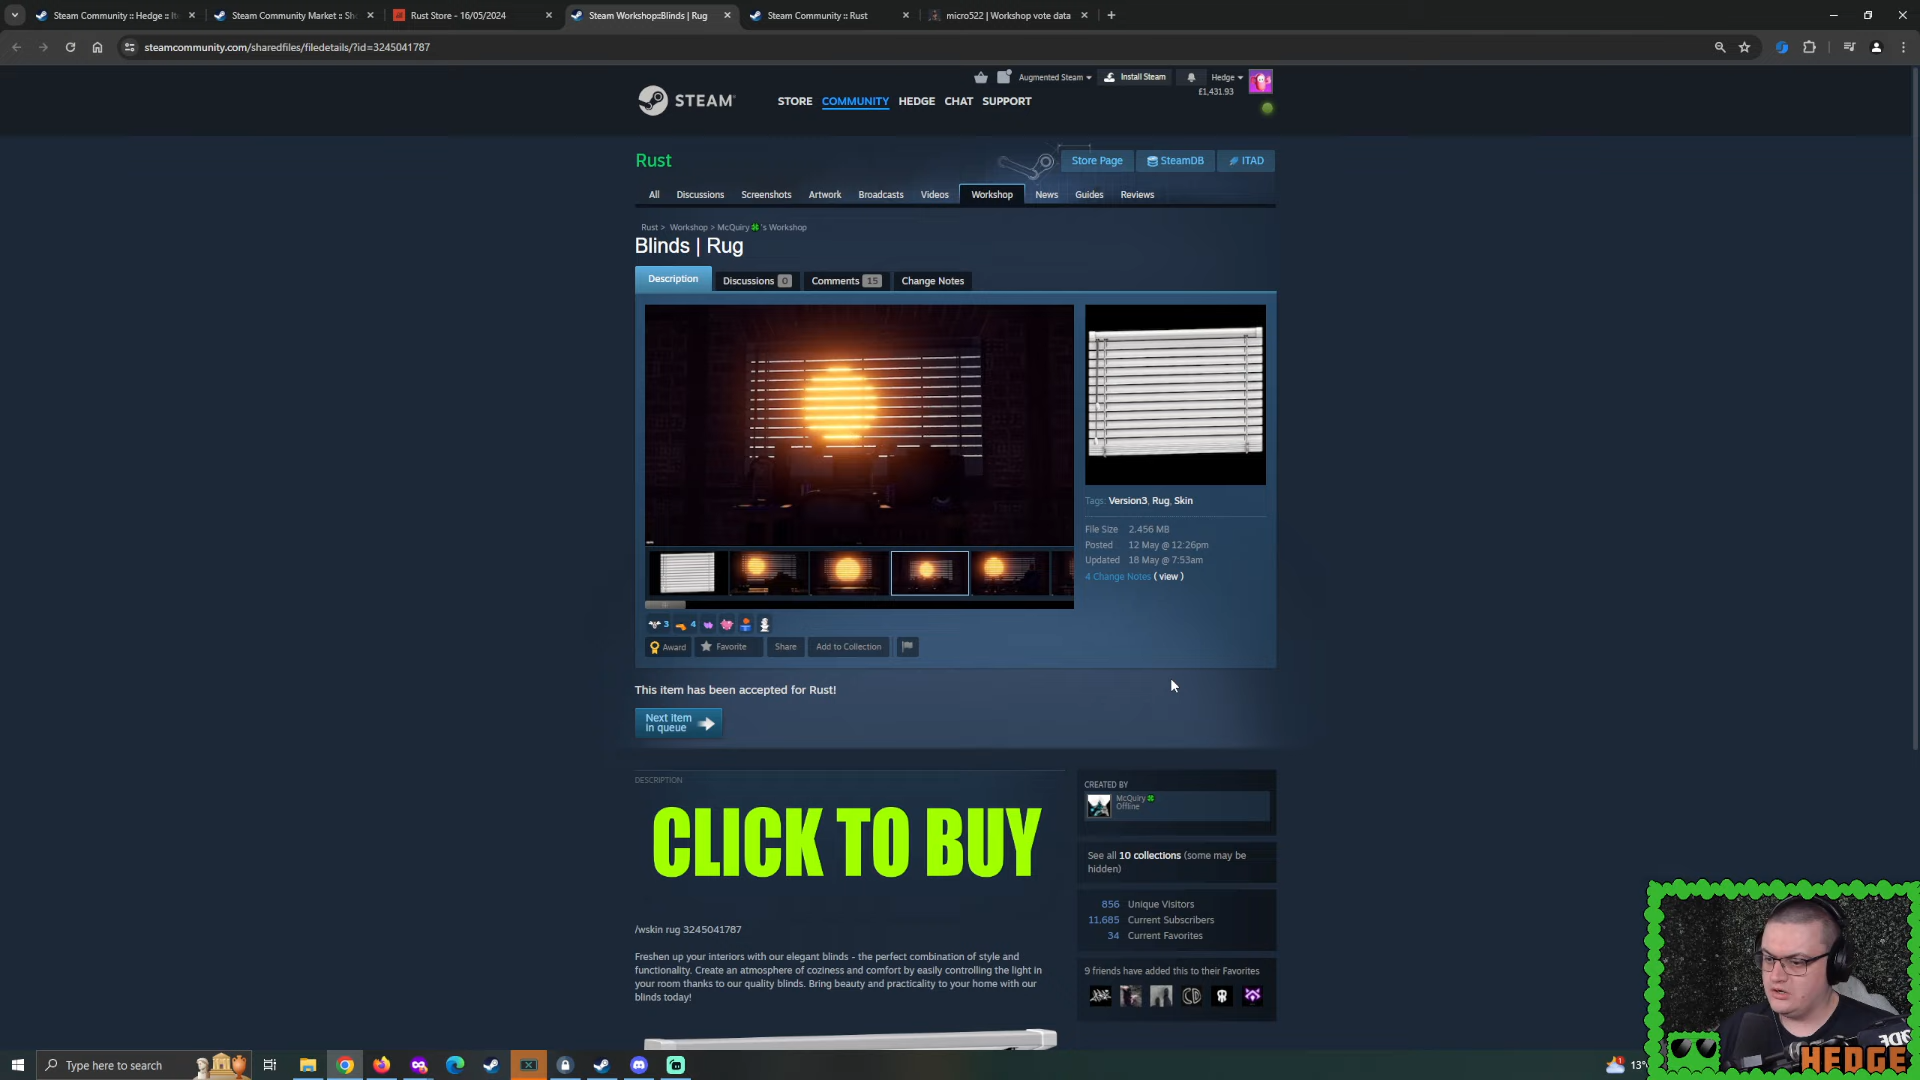 Steam Community :: Hedge :: It
Steam Community Market :: Sh
Rust Store - 16/05/2024
Steam Workshop::Blinds | Rug
Steam Community :: Rust
micro522 | Workshop vote data
steamcommunity.com/sharedfiles/filedetails/?id=3245041787
Augmented Steam
Install Steam
Hedge
£1,431.93
STEAM
STORE COMMUNITY HEDGE CHAT SUPPORT
Rust
Store Page SteamDB ITAD
All Discussions Screenshots Artwork Broadcasts Videos Workshop News Guides Reviews
Rust > Workshop > McQuiry🍀's Workshop
Blinds | Rug
Description Discussions 0 Comments 15 Change Notes
Tags: Version3, Rug, Skin
File Size 2.456 MB
Posted 12 May @ 12:26pm
Updated 18 May @ 7:53am
4 Change Notes ( view )
3 4
Award Favorite Share Add to Collection
This item has been accepted for Rust!
Next item
in queue
DESCRIPTION
CLICK TO BUY
/wskin rug 3245041787
Freshen up your interiors with our elegant blinds - the perfect combination of style and
functionality. Create an atmosphere of coziness and comfort by easily controlling the light in
your room thanks to our quality blinds. Bring beauty and practicality to your home with our
blinds today!
CREATED BY
McQuiry🍀
Offline
See all 10 collections (some may be
hidden)
856 Unique Visitors
11,685 Current Subscribers
34 Current Favorites
9 friends have added this to their Favorites
CD
Type here to search
13°
HEDGE